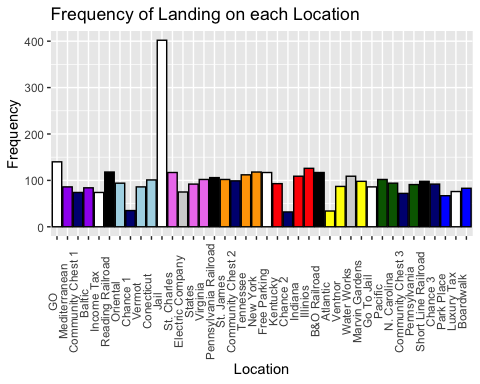 Frequency of Landing on each Location
Frequency
400
300
200
100
0
GO
Mediterranean
Community Chest 1
Baltic
Income Tax
Reading Railroad
Oriental
Chance 1
Vermot
Conecticut
Jail
St. Charles
Electric Company
States
Virginia
Pennsylvania Railroad
St. James
Community Chest 2
Tennessee
New York
Free Parking
Kentucky
Chance 2
Indiana
Illinios
B&O Railroad
Atlantic
Ventnor
Water Works
Marvin Gardens
Go To Jail
Pacific
N. Carolina
Community Chest 3
Pennsylvania
Short Line Railroad
Chance 3
Park Place
Luxury Tax
Boardwalk
Location